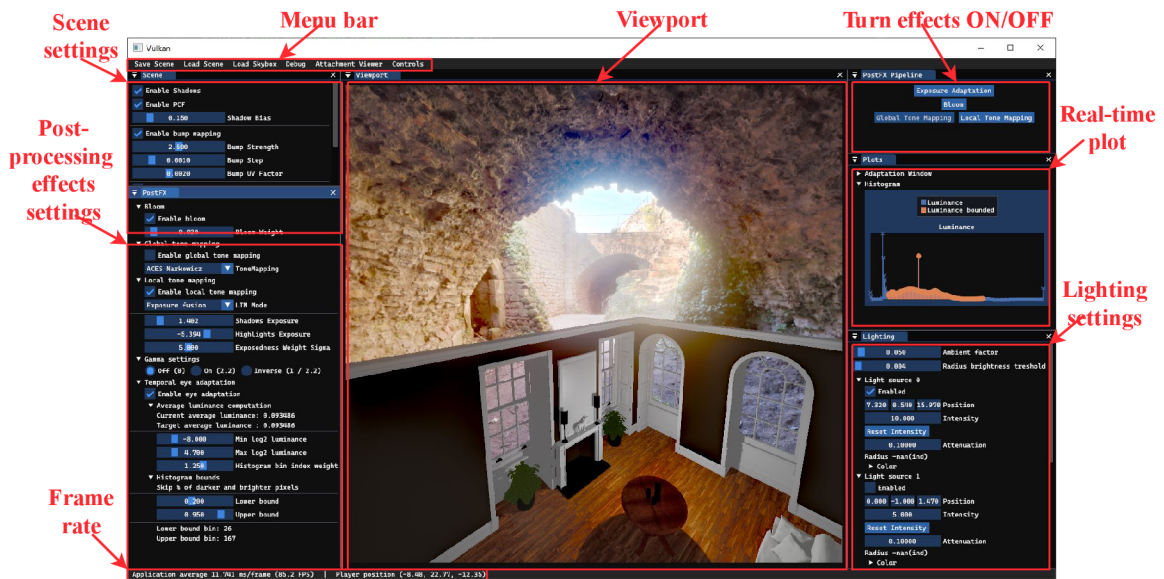 Scene
settings
Menu bar
Viewport
Turn effects ON/OFF
Vulkan
Save Scene Load Scene Load Skybox Debug Attachment Viewer Controls
Scene
Enable Shadows
Enable PCF
0.150 Shadow Bias
Enable bump mapping
2.500 Bump Strength
0.0010 Bump Step
0.0020 Bump UV Factor
Post-
processing
effects
settings
PostFX
Bloom
Enable bloom
Bloom Weight
Global tone mapping
Enable global tone mapping
ACES Narkowicz ToneMapping
Local tone mapping
Enable local tone mapping
Exposure fusion LTM Mode
1.402 Shadows Exposure
-5.394 Highlights Exposure
5.000 Exposedness Weight Sigma
Gamma settings
Off (0) On (2.2) Inverse (1 / 2.2)
Temporal eye adaptation
Enable eye adaptation
Average luminance computation
Current average luminance: 0.093486
Target average luminance : 0.093486
-8.000 Min Log2 luminance
4.700 Max Log2 luminance
1.250 Histogram bin index weight
Histogram bounds
Skip % of darker and brighter pixels
0.200 Lower bound
0.950 Upper bound
Lower bound bin: 26
Upper bound bin: 167
Frame
rate
Application average 11.741 ms/frame (85.2 FPS) | Player position (-8.48, 22.77, -12.35)
Viewport
PostFX Pipeline
Exposure Adaptation
Bloom
Global Tone Mapping Local Tone Mapping
Real-time
plot
Plots
Adaptation Window
Histogram
Luminance
Luminance bounded
Luminance
Lighting
settings
Lighting
0.050 Ambient factor
0.004 Radius brightness treshold
Light source 0
Enabled
7.320 0.540 15.970 Position
10.000 Intensity
Reset Intensity
0.10000 Attenuation
Radius -nan(ind)
Color
Light source 1
Enabled
0.000 -1.000 1.470 Position
5.000 Intensity
Reset Intensity
0.10000 Attenuation
Radius -nan(ind)
Color